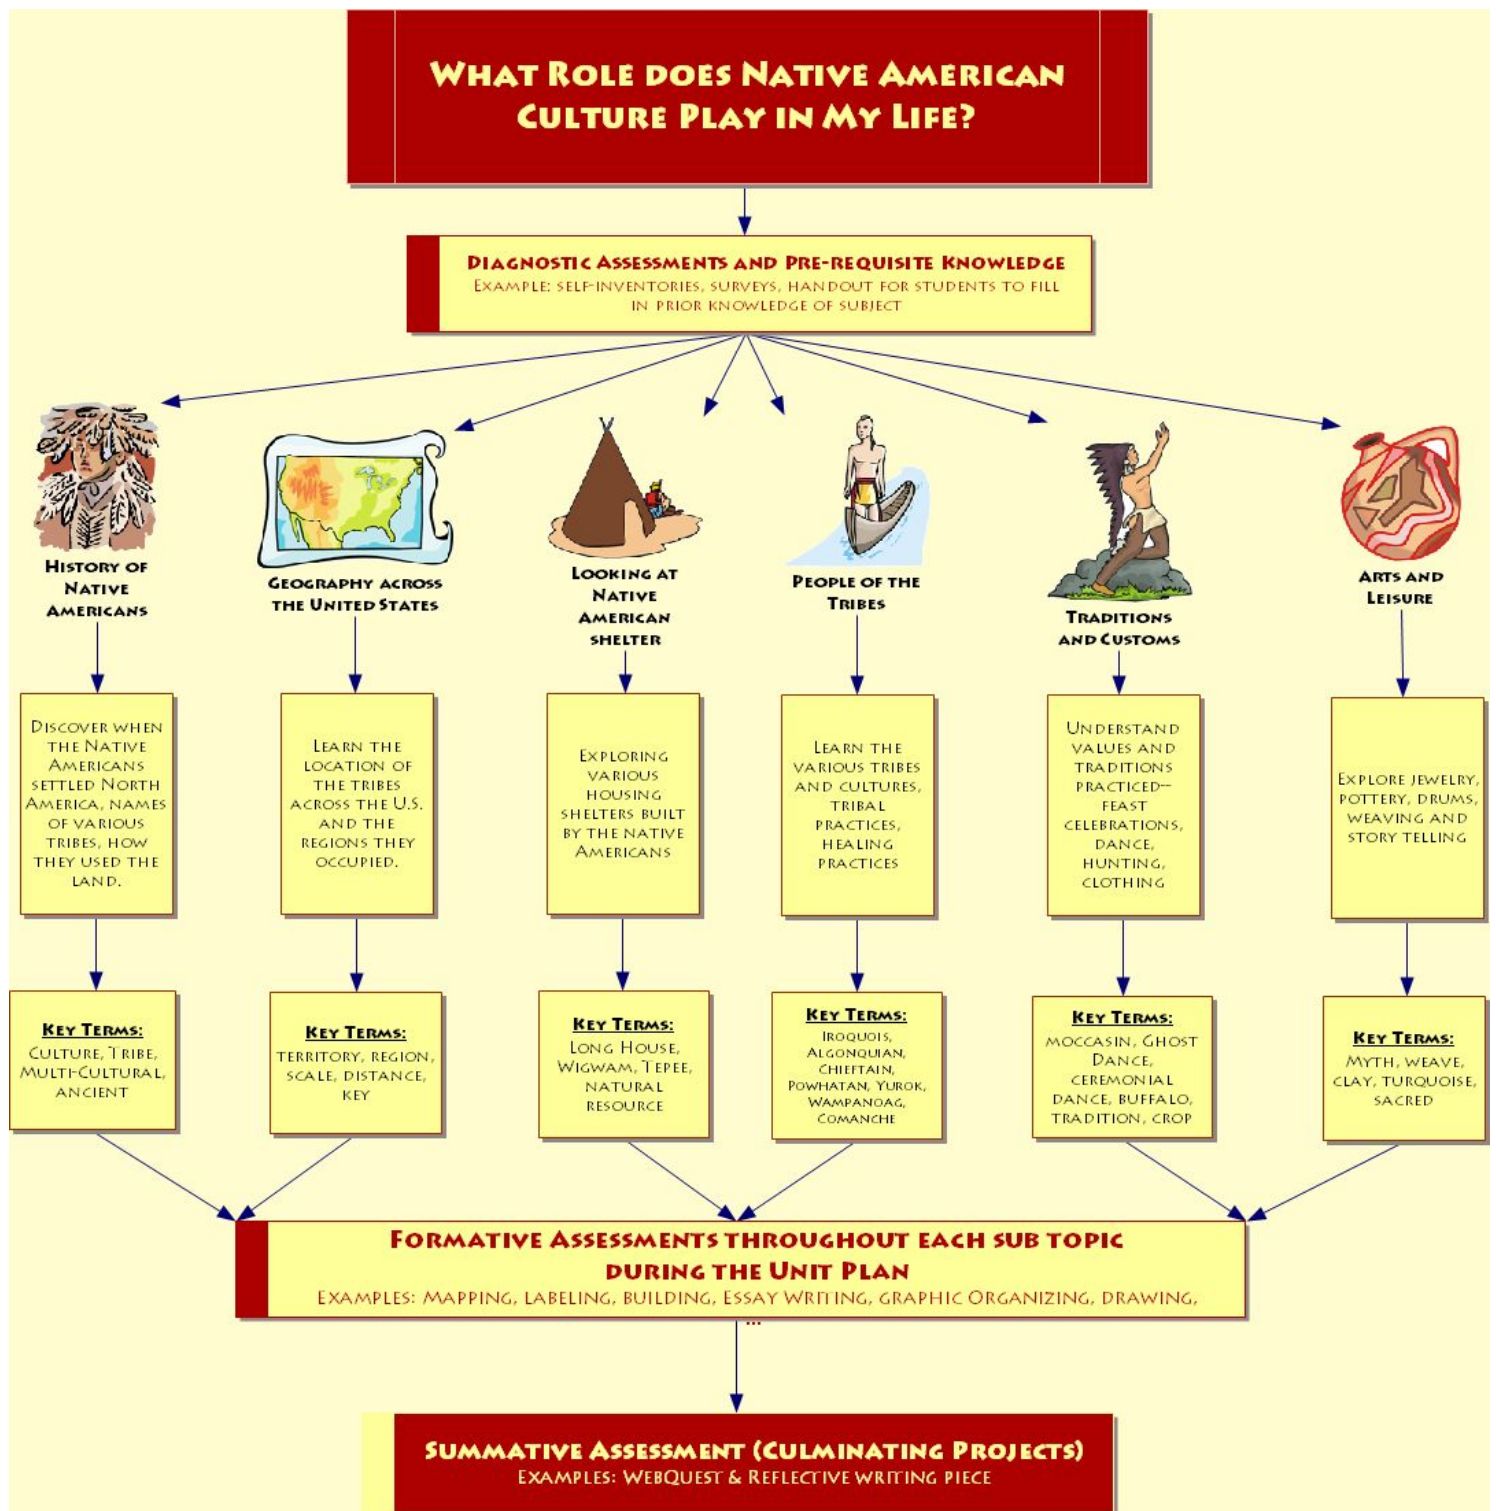 What Role does Native American
Culture Play in My Life?
Diagnostic Assessments and Pre-requisite Knowledge
Example: self-inventories, surveys, handout for students to fill
in prior knowledge of subject
History of
Native
Americans
Geography across
the United States
Looking at
Native
American
shelter
People of the
Tribes
Traditions
and Customs
Arts and
Leisure
Discover when
the Native
Americans
settled North
America, names
of various
tribes, how
they used the
land.
Learn the
location of
the tribes
across the U.S.
and the
regions they
occupied.
Exploring
various
housing
shelters built
by the native
Americans
Learn the
various tribes
and cultures,
tribal
practices,
healing
practices
Understand
values and
traditions
practiced--
feast
celebrations,
dance,
hunting,
clothing
Explore jewelry,
pottery, drums,
weaving and
story telling
Key Terms:
Culture, Tribe,
Multi-Cultural,
ancient
Key Terms:
territory, region,
scale, distance,
key
Key Terms:
Long House,
Wigwam, Tepee,
natural
resource
Key Terms:
Iroquois,
Algonquian,
Chieftain,
Powhatan, Yurok,
Wampanoag,
Comanche
Key Terms:
moccasin, Ghost
Dance,
ceremonial
dance, buffalo,
tradition, crop
Key Terms:
Myth, weave,
clay, turquoise,
sacred
Formative Assessments throughout each sub topic
during the Unit Plan
Examples: Mapping, labeling, building, Essay Writing, graphic Organizing, drawing,
...
Summative Assessment (Culminating Projects)
Examples: WebQuest & Reflective writing piece